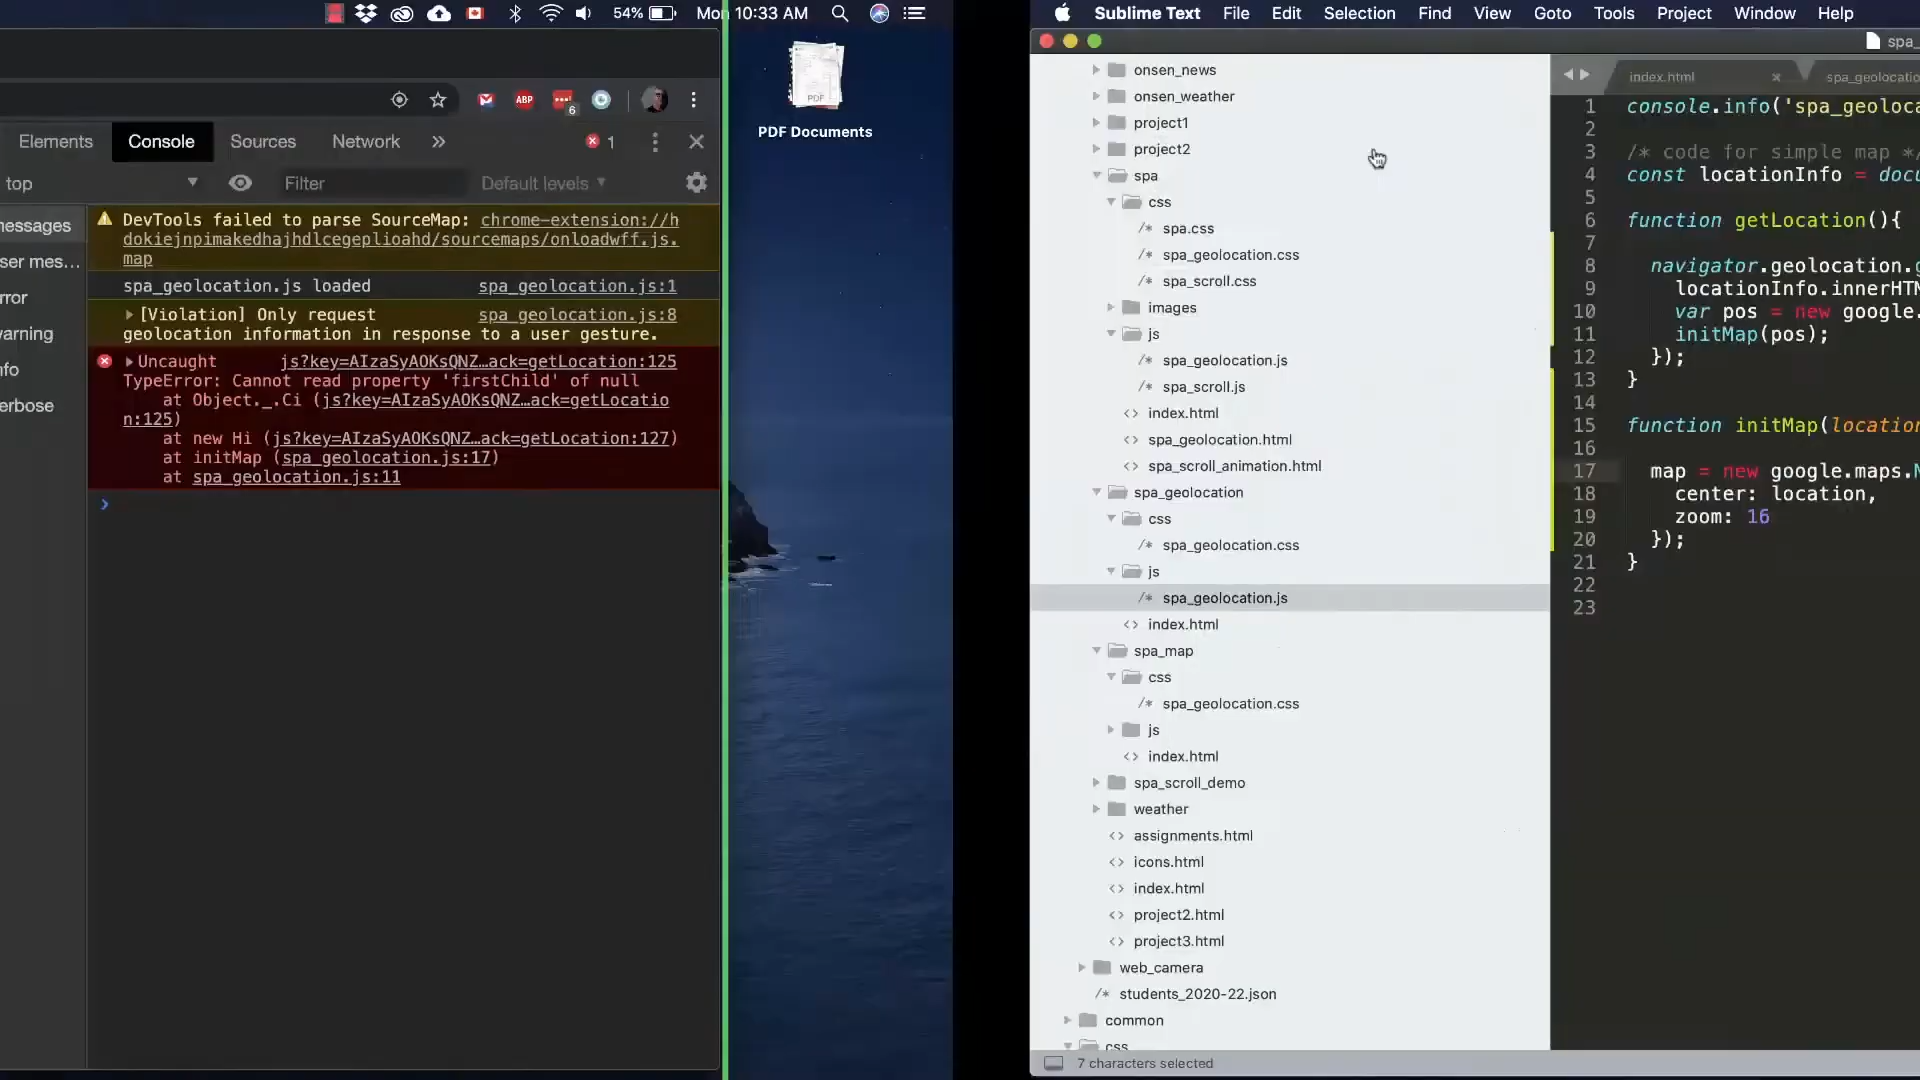 54% Mon 10:33 AM
Elements Console Sources Network » 1
6
top Filter Default levels
DevTools failed to parse SourceMap: chrome-extension://h
dokiejnpimakedhajhdlcegeplioahd/sourcemaps/onloadwff.js.
map
spa_geolocation.js loaded spa_geolocation.js:1
[Violation] Only request spa_geolocation.js:8
geolocation information in response to a user gesture.
Uncaught js?key=AIzaSyAOKsQNZ…ack=getLocation:125
TypeError: Cannot read property 'firstChild' of null
at Object._.Ci (js?key=AIzaSyAOKsQNZ…ack=getLocatio
n:125)
at new Hi (js?key=AIzaSyAOKsQNZ…ack=getLocation:127)
at initMap (spa_geolocation.js:17)
at spa_geolocation.js:11
nessages
ser mes...
rror
varning
nfo
erbose
ABP
PDF
PDF Documents
Sublime Text File Edit Selection Find View Goto Tools Project Window Help
spa_
onsen_news
onsen_weather
project1
project2
spa
css
/* spa.css
/* spa_geolocation.css
/* spa_scroll.css
images
js
/* spa_geolocation.js
/* spa_scroll.js
<> index.html
<> spa_geolocation.html
<> spa_scroll_animation.html
spa_geolocation
css
/* spa_geolocation.css
js
/* spa_geolocation.js
<> index.html
spa_map
css
/* spa_geolocation.css
js
<> index.html
spa_scroll_demo
weather
<> assignments.html
<> icons.html
<> index.html
<> project2.html
<> project3.html
web_camera
/* students_2020-22.json
common
css
7 characters selected
index.html × spa_geolocatio
1 console.info('spa_geoloca
2
3 /* code for simple map */
4 const locationInfo = docu
5
6 function getLocation(){
7
8 navigator.geolocation.g
9 locationInfo.innerHTM
10 var pos = new google.
11 initMap(pos);
12 });
13 }
14
15 function initMap(location
16
17 map = new google.maps.M
18 center: location,
19 zoom: 16
20 });
21 }
22
23